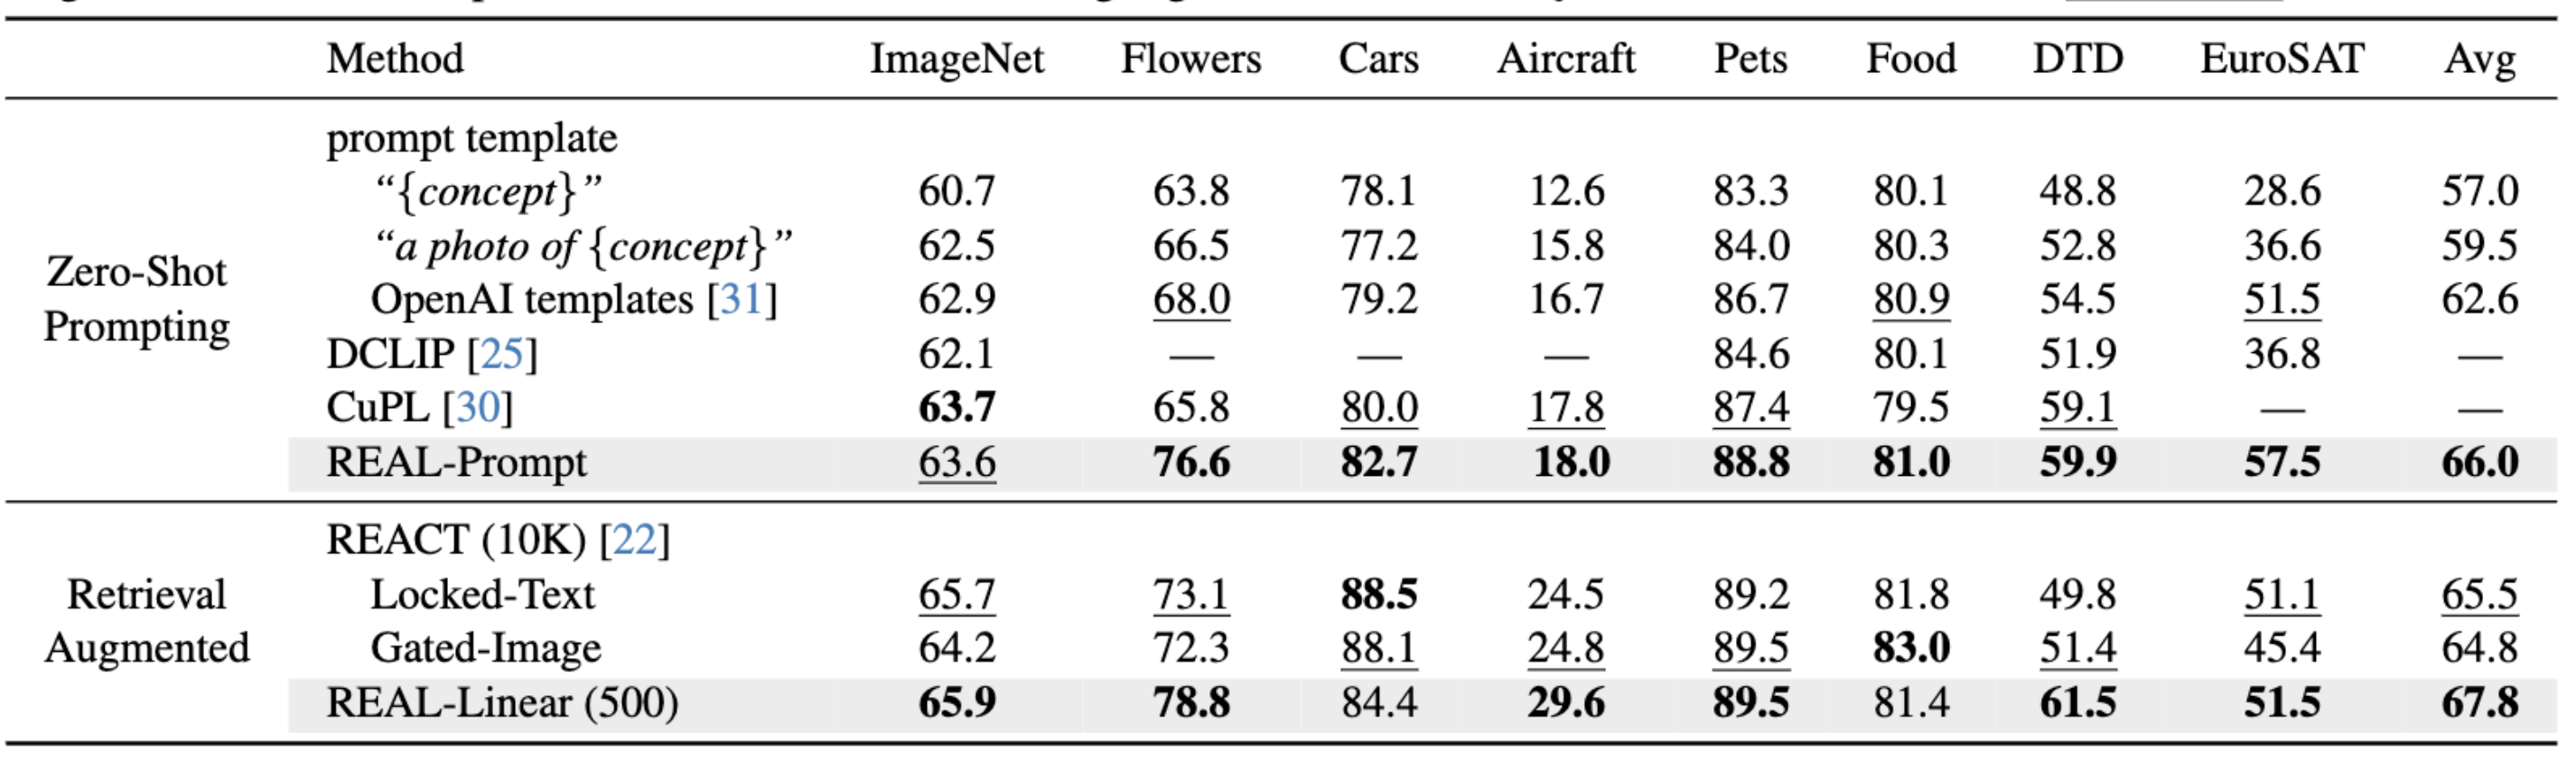 Method ImageNet Flowers Cars Aircraft Pets Food DTD EuroSAT Avg
Zero-Shot Prompting
prompt template
“{concept}” 60.7 63.8 78.1 12.6 83.3 80.1 48.8 28.6 57.0
“a photo of {concept}” 62.5 66.5 77.2 15.8 84.0 80.3 52.8 36.6 59.5
OpenAI templates [31] 62.9 68.0 79.2 16.7 86.7 80.9 54.5 51.5 62.6
DCLIP [25] 62.1 — — — 84.6 80.1 51.9 36.8 —
CuPL [30] 63.7 65.8 80.0 17.8 87.4 79.5 59.1 — —
REAL-Prompt 63.6 76.6 82.7 18.0 88.8 81.0 59.9 57.5 66.0
Retrieval Augmented
REACT (10K) [22]
Locked-Text 65.7 73.1 88.5 24.5 89.2 81.8 49.8 51.1 65.5
Gated-Image 64.2 72.3 88.1 24.8 89.5 83.0 51.4 45.4 64.8
REAL-Linear (500) 65.9 78.8 84.4 29.6 89.5 81.4 61.5 51.5 67.8